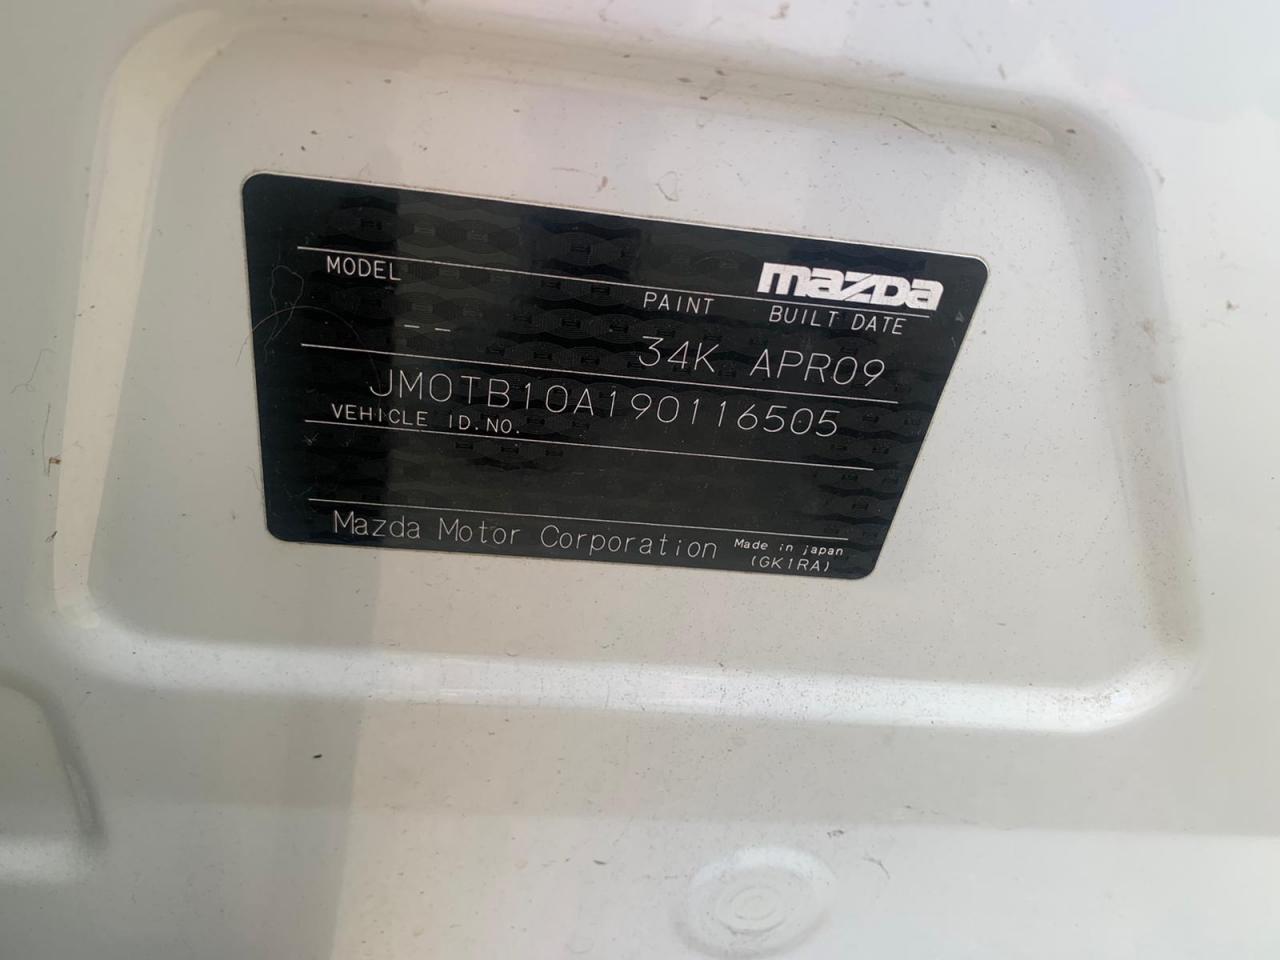 mazda
MODEL PAINT BUILT DATE
-- 34K APR09
JM0TB10A190116505
VEHICLE ID.NO.
Mazda Motor Corporation Made in japan
(GK1RA)